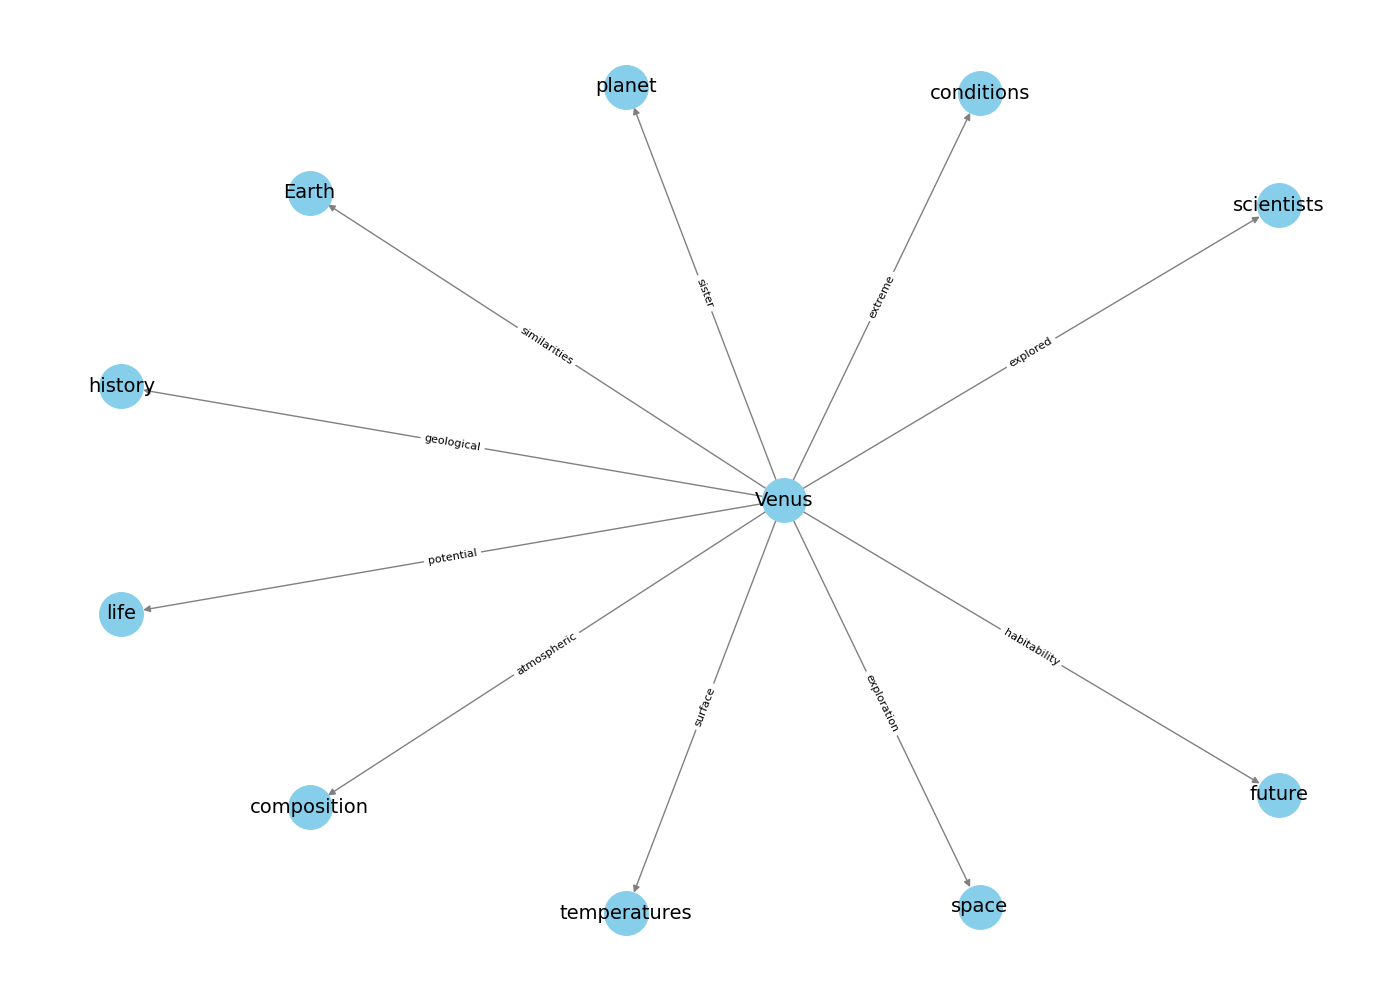 planet
conditions
Earth
scientists
sister
extreme
similarities
explored
history
geological
Venus
potential
life
atmospheric
habitability
surface
exploration
composition
future
temperatures
space